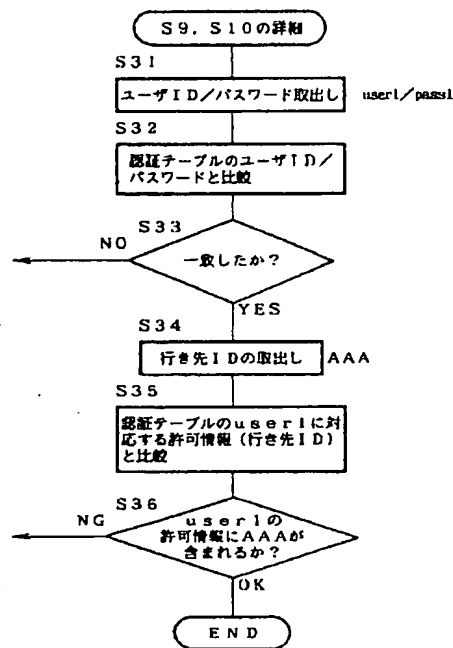 S9，S10の詳細
S31
ユーザID／パスワード取出し
user1/pass1
S32
認証テーブルのユーザID／
パスワードと比較
S33
NO
一致したか？
YES
S34
行き先IDの取出し
AAA
S35
認証テーブルのuser1に対
応する許可情報（行き先ID）
と比較
S36
NG
user1の
許可情報にAAAが
含まれるか？
OK
END